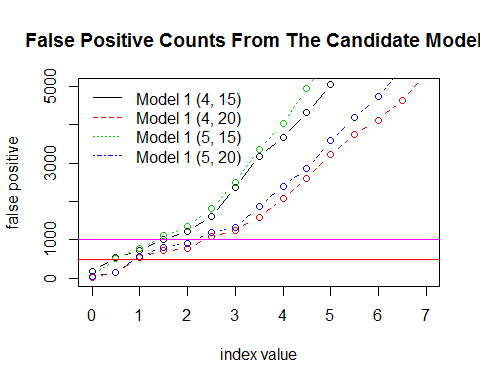 False Positive Counts From The Candidate Model
Model 1 (4, 15)
Model 1 (4, 20)
Model 1 (5, 15)
Model 1 (5, 20)
false positive
0 1000 3000 5000
0 1 2 3 4 5 6 7
index value